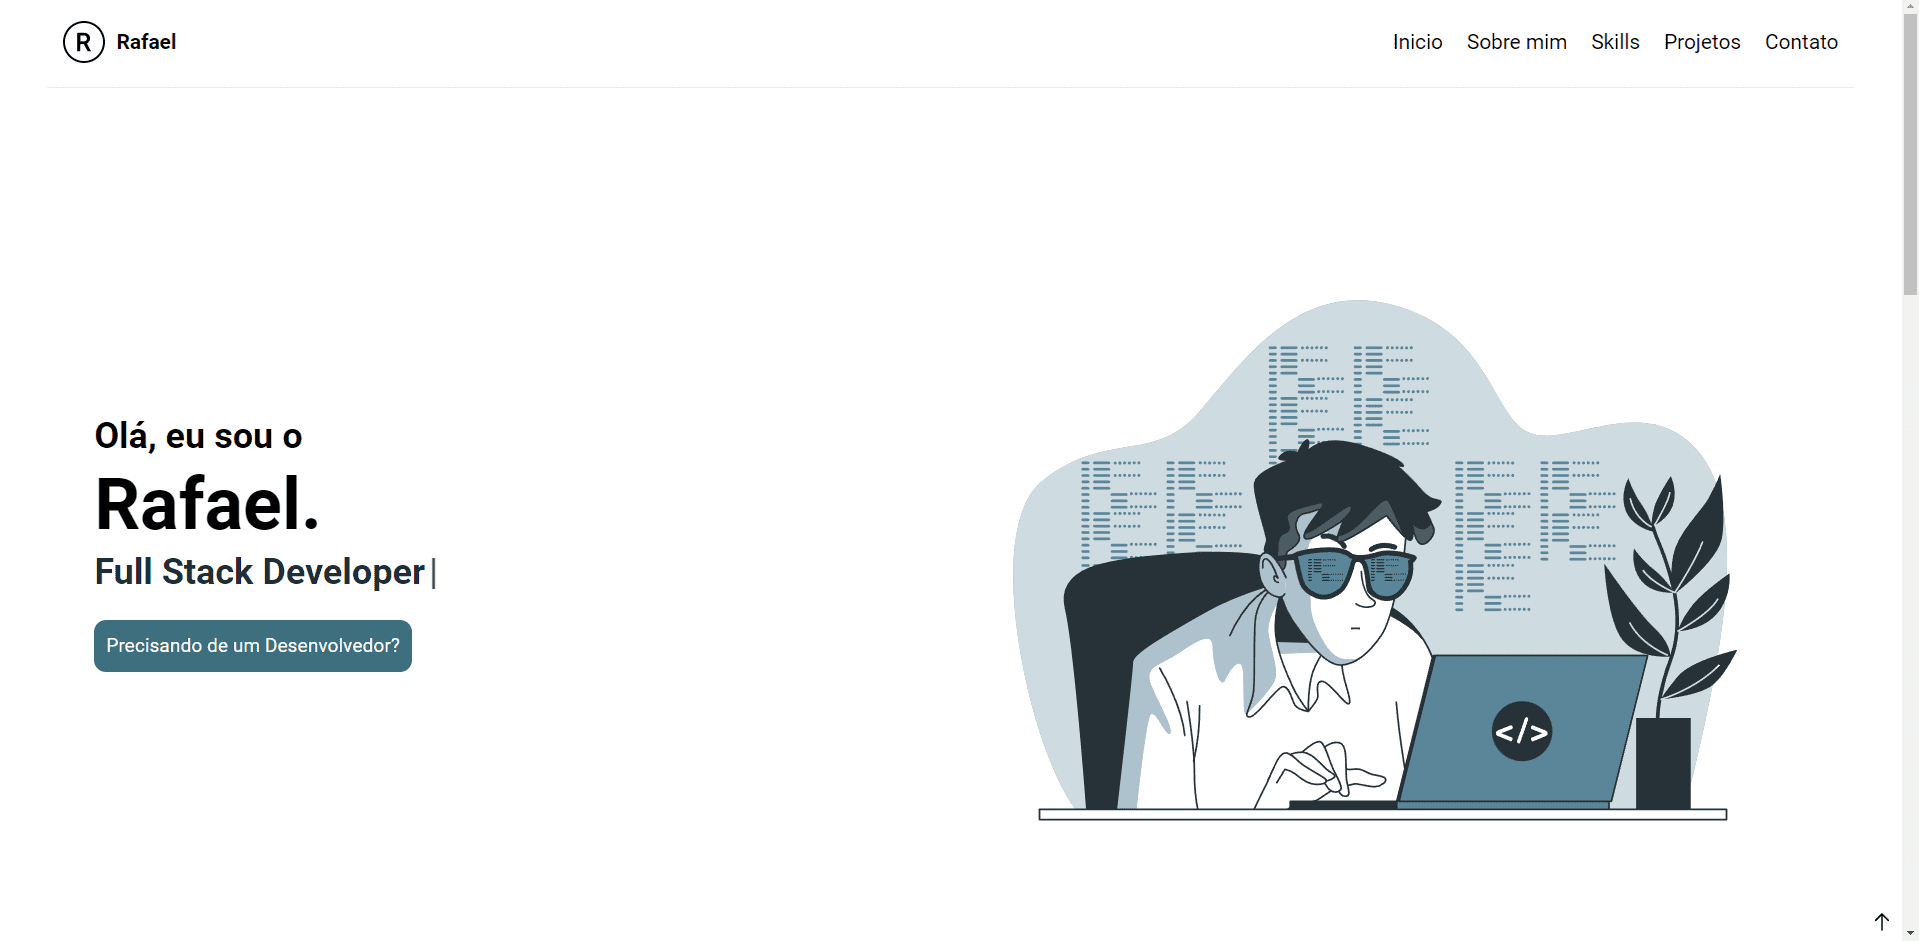 R Rafael
Inicio Sobre mim Skills Projetos Contato
Olá, eu sou o
Rafael.
Full Stack Developer|
Precisando de um Desenvolvedor?
</>